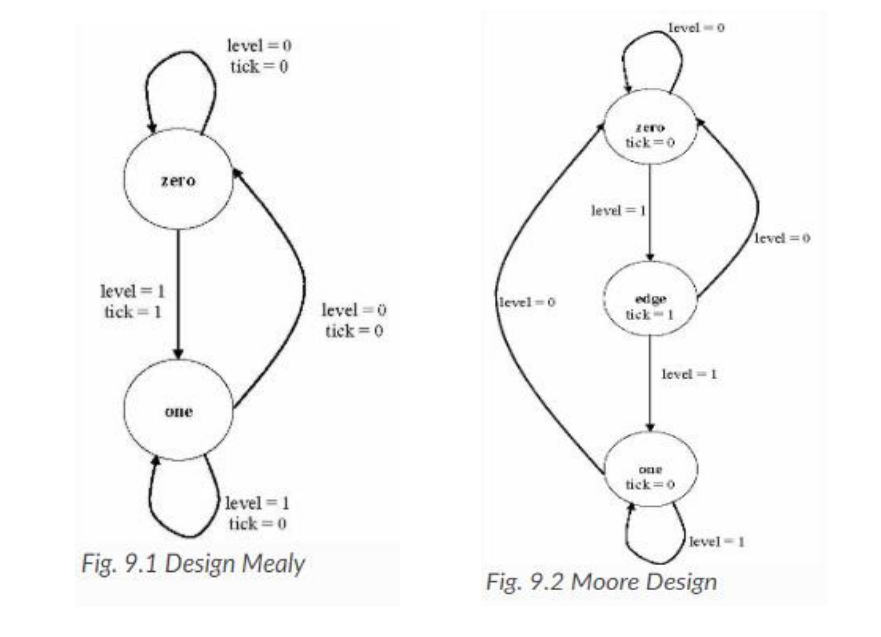 level = 0
tick = 0
zero
level = 1
tick = 1
level = 0
tick = 0
one
level = 1
tick = 0
Fig. 9.1 Design Mealy
level = 0
zero
tick = 0
level = 1
level = 0
edge
tick = 1
level = 0
level = 1
one
tick = 0
level = 1
Fig. 9.2 Moore Design